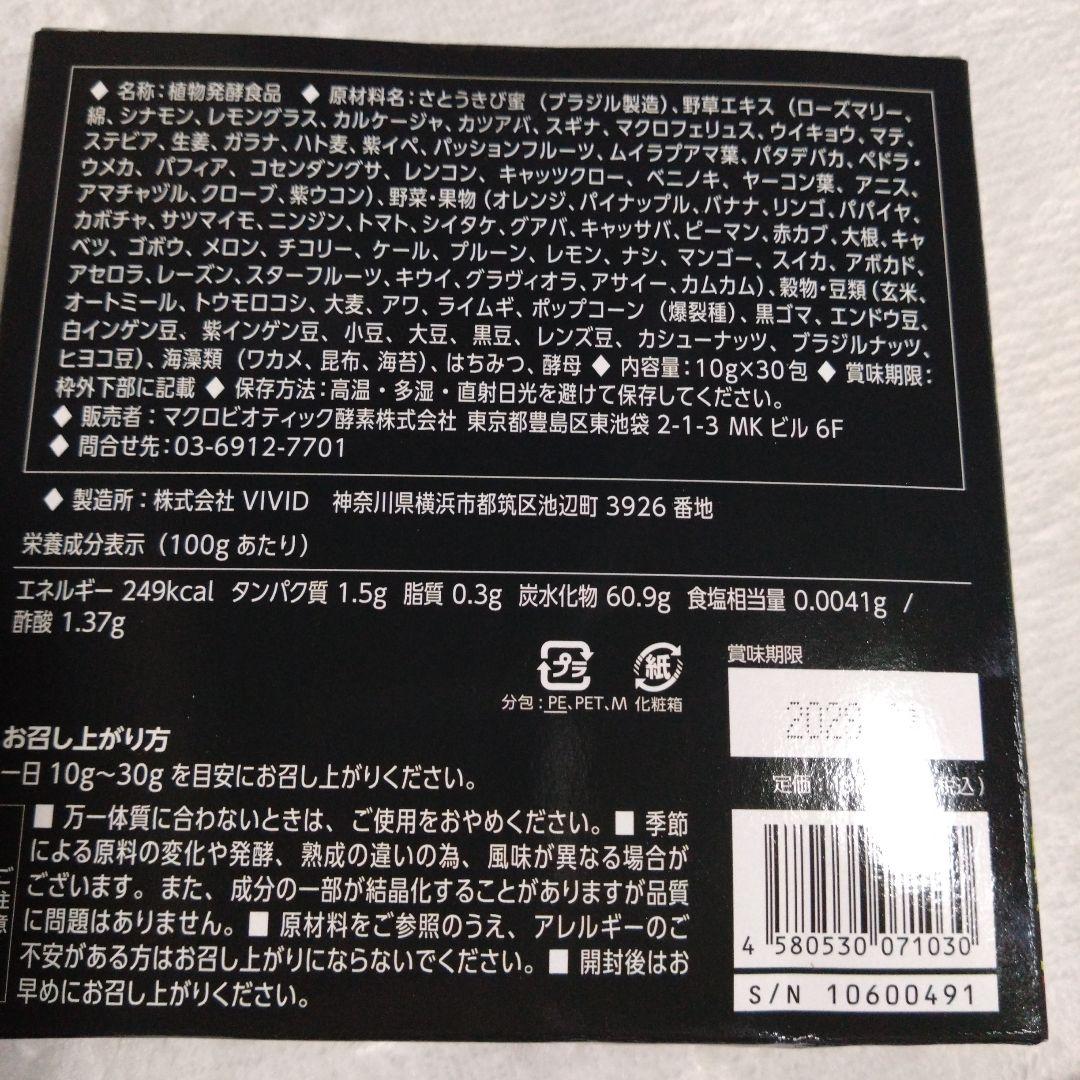 ◆ 名称：植物発酵食品 ◆ 原材料名：さとうきび蜜（ブラジル製造）、野草エキス（ローズマリー、
綿、シナモン、レモングラス、カルケージャ、カツアバ、スギナ、マクロフェリュス、ウイキョウ、マテ、
ステビア、生姜、ガラナ、ハト麦、紫イペ、パッションフルーツ、ムイラプアマ葉、パタデバカ、ペドラ・
ウメカ、パフィア、コセンダングサ、レンコン、キャッツクロー、ベニノキ、ヤーコン葉、アニス、
アマチャヅル、クローブ、紫ウコン）、野菜・果物（オレンジ、パイナップル、バナナ、リンゴ、パパイヤ、
カボチャ、サツマイモ、ニンジン、トマト、シイタケ、グアバ、キャッサバ、ピーマン、赤カブ、大根、キャ
ベツ、ゴボウ、メロン、チコリー、ケール、プルーン、レモン、ナシ、マンゴー、スイカ、アボカド、
アセロラ、レーズン、スターフルーツ、キウイ、グラヴィオラ、アサイー、カムカム）、穀物・豆類（玄米、
オートミール、トウモロコシ、大麦、アワ、ライムギ、ポップコーン（爆裂種）、黒ゴマ、エンドウ豆、
白インゲン豆、紫インゲン豆、小豆、大豆、黒豆、レンズ豆、カシューナッツ、ブラジルナッツ、
ヒヨコ豆）、海藻類（ワカメ、昆布、海苔）、はちみつ、酵母 ◆ 内容量：10g×30包 ◆ 賞味期限：
枠外下部に記載 ◆ 保存方法：高温・多湿・直射日光を避けて保存してください。
◆ 販売者：マクロビオティック酵素株式会社 東京都豊島区東池袋 2-1-3 MKビル 6F
◆ 問合せ先：03-6912-7701
◆ 製造所：株式会社 VIVID 神奈川県横浜市都筑区池辺町 3926 番地
栄養成分表示（100gあたり）
エネルギー 249kcal タンパク質 1.5g 脂質 0.3g 炭水化物 60.9g 食塩相当量 0.0041g /
酢酸 1.37g
プラ 紙
分包：PE、PET、M 化粧箱
賞味期限
定価 税込）
お召し上がり方
一日 10g～30g を目安にお召し上がりください。
ご注意
■ 万一体質に合わないときは、ご使用をおやめください。■ 季節
による原料の変化や発酵、熟成の違いの為、風味が異なる場合が
ございます。また、成分の一部が結晶化することがありますが品質
に問題はありません。■ 原材料をご参照のうえ、アレルギーのご
不安がある方はお召し上がりにならないでください。■ 開封後はお
早めにお召し上がりください。
4 580530 071030
S/N 10600491